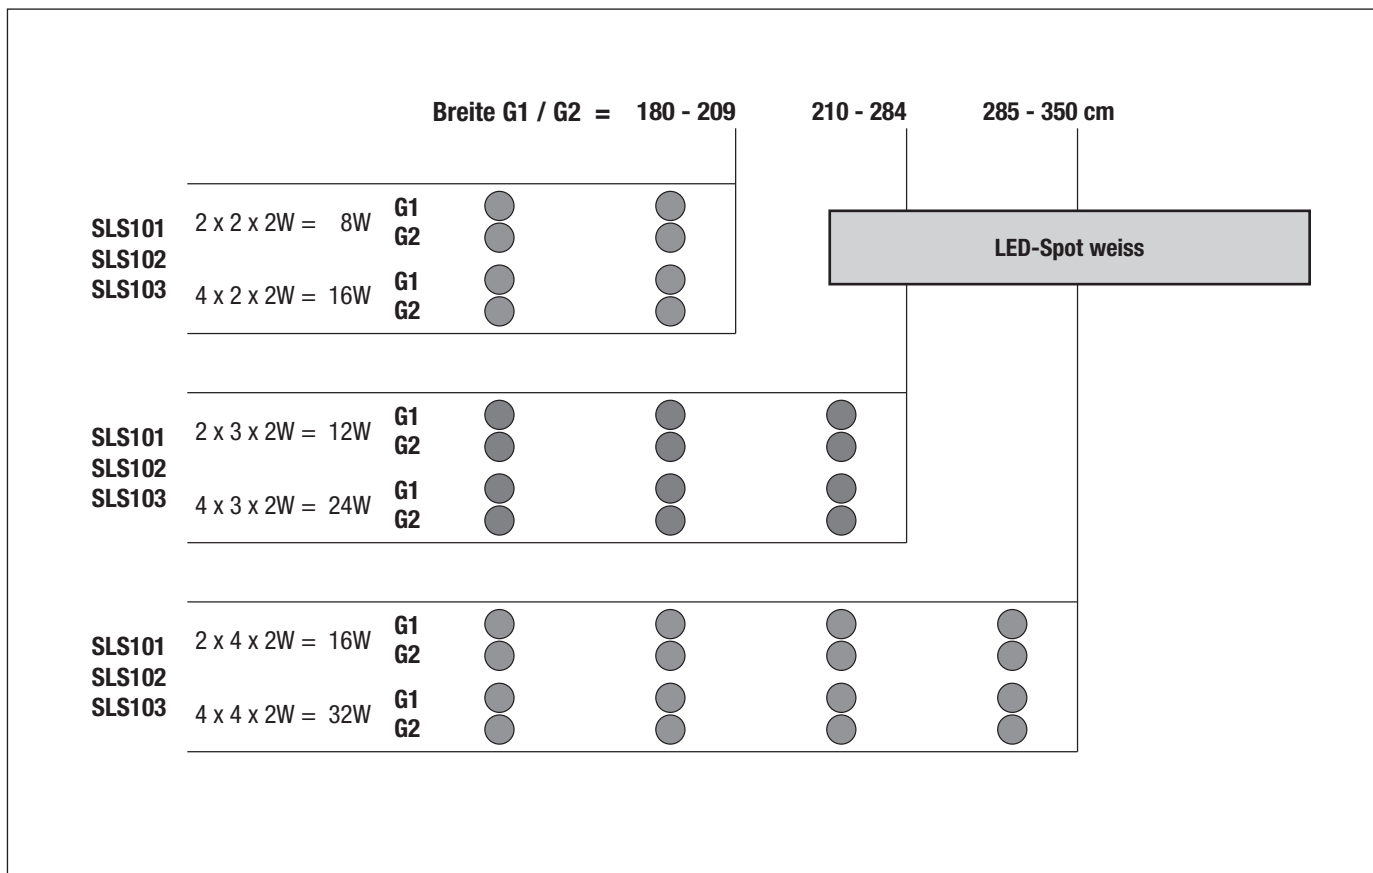 Breite G1 / G2 = 180 - 209 210 - 284 285 - 350 cm
LED-Spot weiss
SLS101
SLS102
SLS103
2 x 2 x 2W = 8W
G1
G2
4 x 2 x 2W = 16W
G1
G2
SLS101
SLS102
SLS103
2 x 3 x 2W = 12W
G1
G2
4 x 3 x 2W = 24W
G1
G2
SLS101
SLS102
SLS103
2 x 4 x 2W = 16W
G1
G2
4 x 4 x 2W = 32W
G1
G2